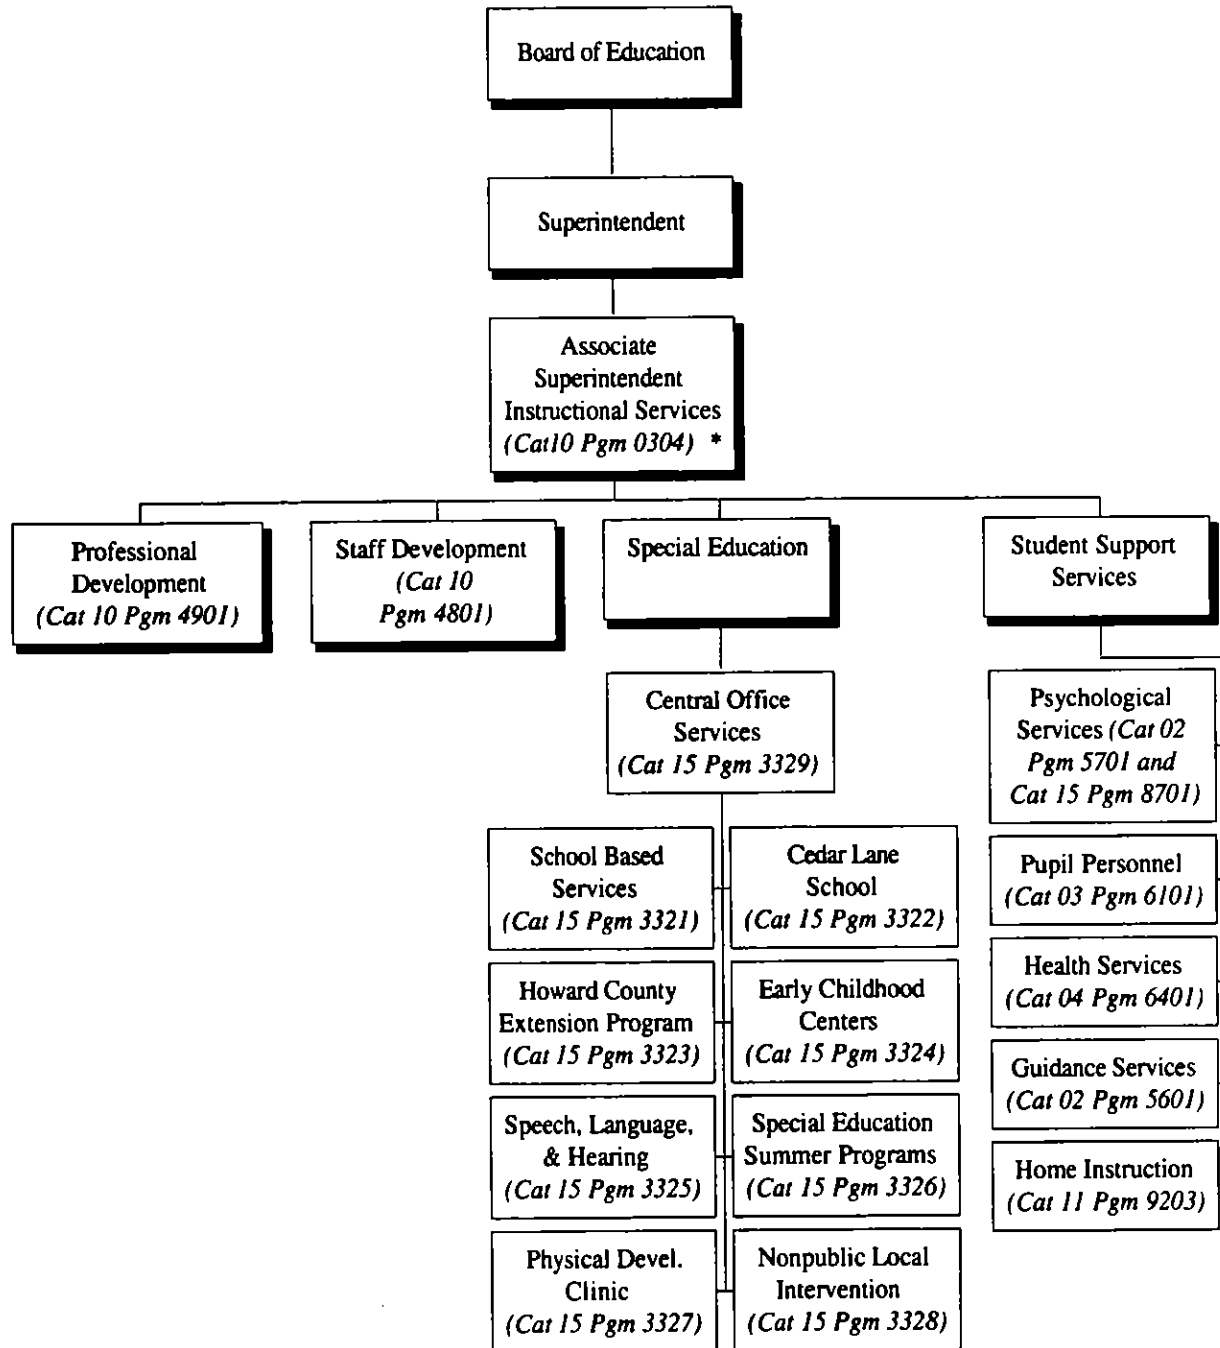 Board of Education
Superintendent
Associate
Superintendent
Instructional Services
(Cat10 Pgm 0304) *
Professional
Development
(Cat 10 Pgm 4901)
Staff Development
(Cat 10
Pgm 4801)
Special Education
Student Support
Services
Central Office
Services
(Cat 15 Pgm 3329)
School Based
Services
(Cat 15 Pgm 3321)
Cedar Lane
School
(Cat 15 Pgm 3322)
Howard County
Extension Program
(Cat 15 Pgm 3323)
Early Childhood
Centers
(Cat 15 Pgm 3324)
Speech, Language,
& Hearing
(Cat 15 Pgm 3325)
Special Education
Summer Programs
(Cat 15 Pgm 3326)
Physical Devel.
Clinic
(Cat 15 Pgm 3327)
Nonpublic Local
Intervention
(Cat 15 Pgm 3328)
Psychological
Services (Cat 02
Pgm 5701 and
Cat 15 Pgm 8701)
Pupil Personnel
(Cat 03 Pgm 6101)
Health Services
(Cat 04 Pgm 6401)
Guidance Services
(Cat 02 Pgm 5601)
Home Instruction
(Cat 11 Pgm 9203)